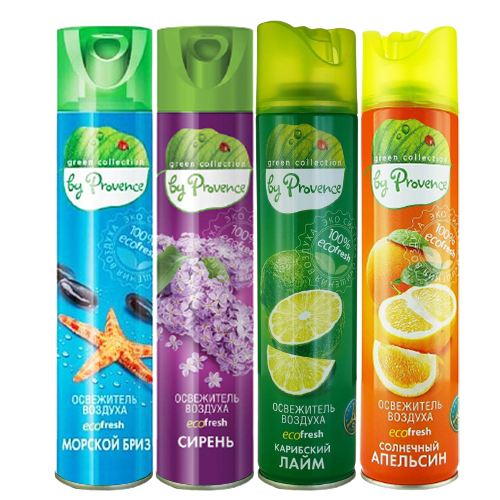 green collection
by Provence
100%
ecofresh
ОСВЕЖИТЕЛЬ
ВОЗДУХА
ecofresh
МОРСКОЙ БРИЗ
green collection
by Provence
100%
ecofresh
ОСВЕЖИТЕЛЬ
ВОЗДУХА
ecofresh
СИРЕНЬ
green collection
by Provence
100%
ecofresh
ОСВЕЖИТЕЛЬ
ВОЗДУХА
ecofresh
КАРИБСКИЙ
ЛАЙМ
green collection
by Provence
100%
ecofresh
ОСВЕЖИТЕЛЬ
ВОЗДУХА
ecofresh
СОЛНЕЧНЫЙ
АПЕЛЬСИН